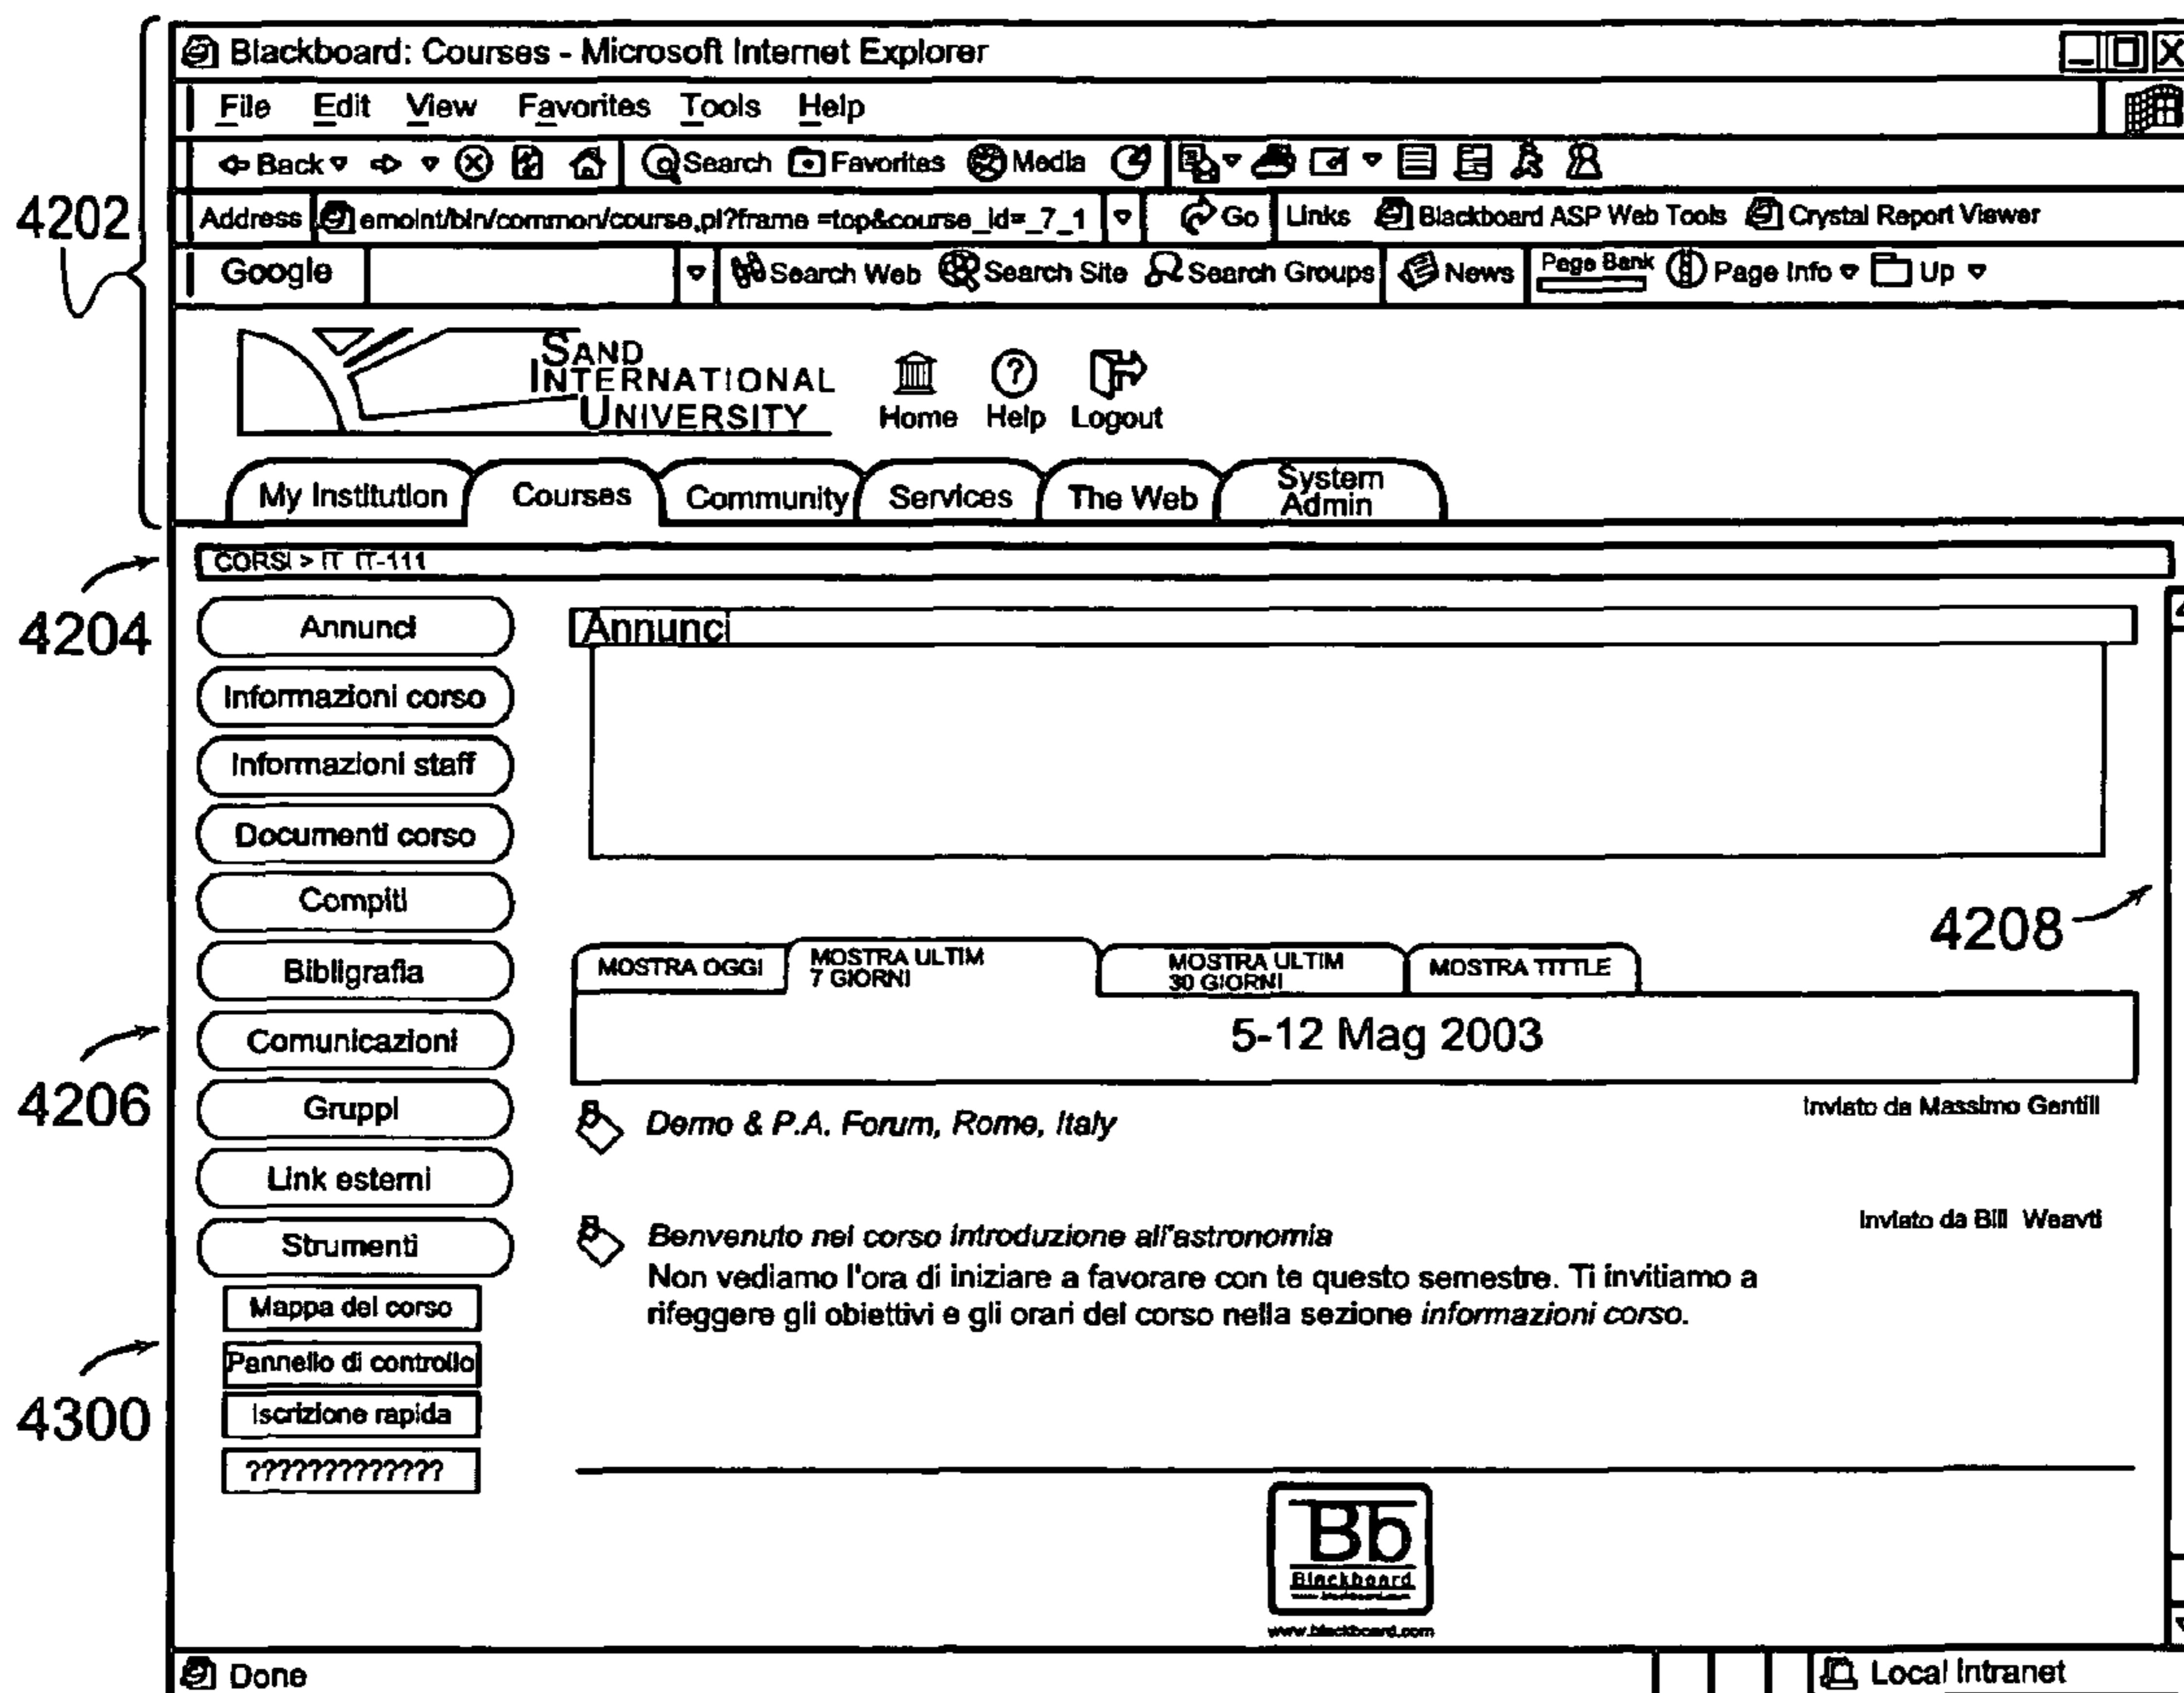 Blackboard: Courses - Microsoft Internet Explorer
File Edit View Favorites Tools Help
Back Search Favorites Media
4202
Address emoint/bin/common/course.pl?frame =top&course_id=_7_1 Go Links Blackboard ASP Web Tools Crystal Report Viewer
Google Search Web Search Site Search Groups News Page Bank Page Info Up
SAND
INTERNATIONAL
UNIVERSITY
Home Help Logout
My Institution Courses Community Services The Web System Admin
CORSI > IT IT-111
4204
Annunci
Informazioni corso
Informazioni staff
Documenti corso
Compiti
Bibligrafia
Comunicazioni
4206
Gruppi
Link esterni
Strumenti
Mappa del corso
Pannello di controllo
4300
Iscrizione rapida
?????????????
Annunci
4208
MOSTRA OGGI
MOSTRA ULTIM
7 GIORNI
MOSTRA ULTIM
30 GIORNI
MOSTRA TITTLE
5-12 Mag 2003
Demo & P.A. Forum, Rome, Italy
Inviato da Massimo Gentili
Benvenuto nel corso introduzione all'astronomia
Inviato da Bill Weavti
Non vediamo l'ora di iniziare a favorare con te questo semestre. Ti invitiamo a
rifeggere gli obiettivi e gli orari del corso nella sezione informazioni corso.
Bb
Blackboard
www.blackboard.com
www.blackboard.com
Done
Local Intranet